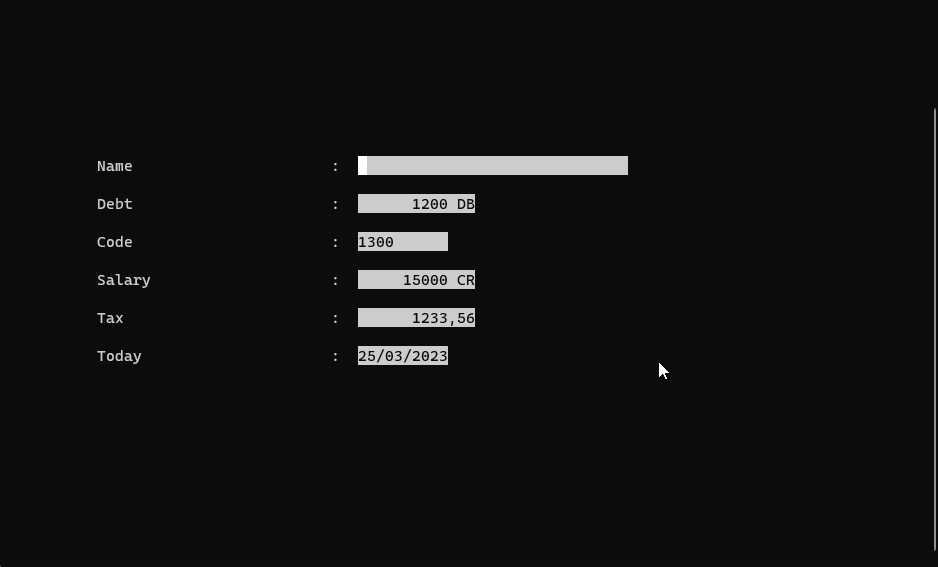 Name :
Debt : 1200 DB
Code : 1300
Salary : 15000 CR
Tax : 1233,56
Today : 25/03/2023